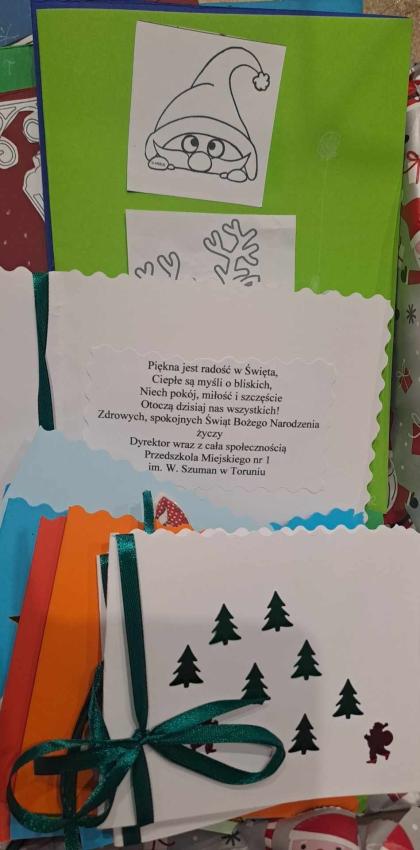 Piękna jest radość w Święta,
Ciepłe są myśli o bliskich,
Niech pokój, miłość i szczęście
Otoczą dzisiaj nas wszystkich!
Zdrowych, spokojnych Świąt Bożego Narodzenia
życzy
Dyrektor wraz z cała społecznością
Przedszkola Miejskiego nr 1
im. W. Szuman w Toruniu